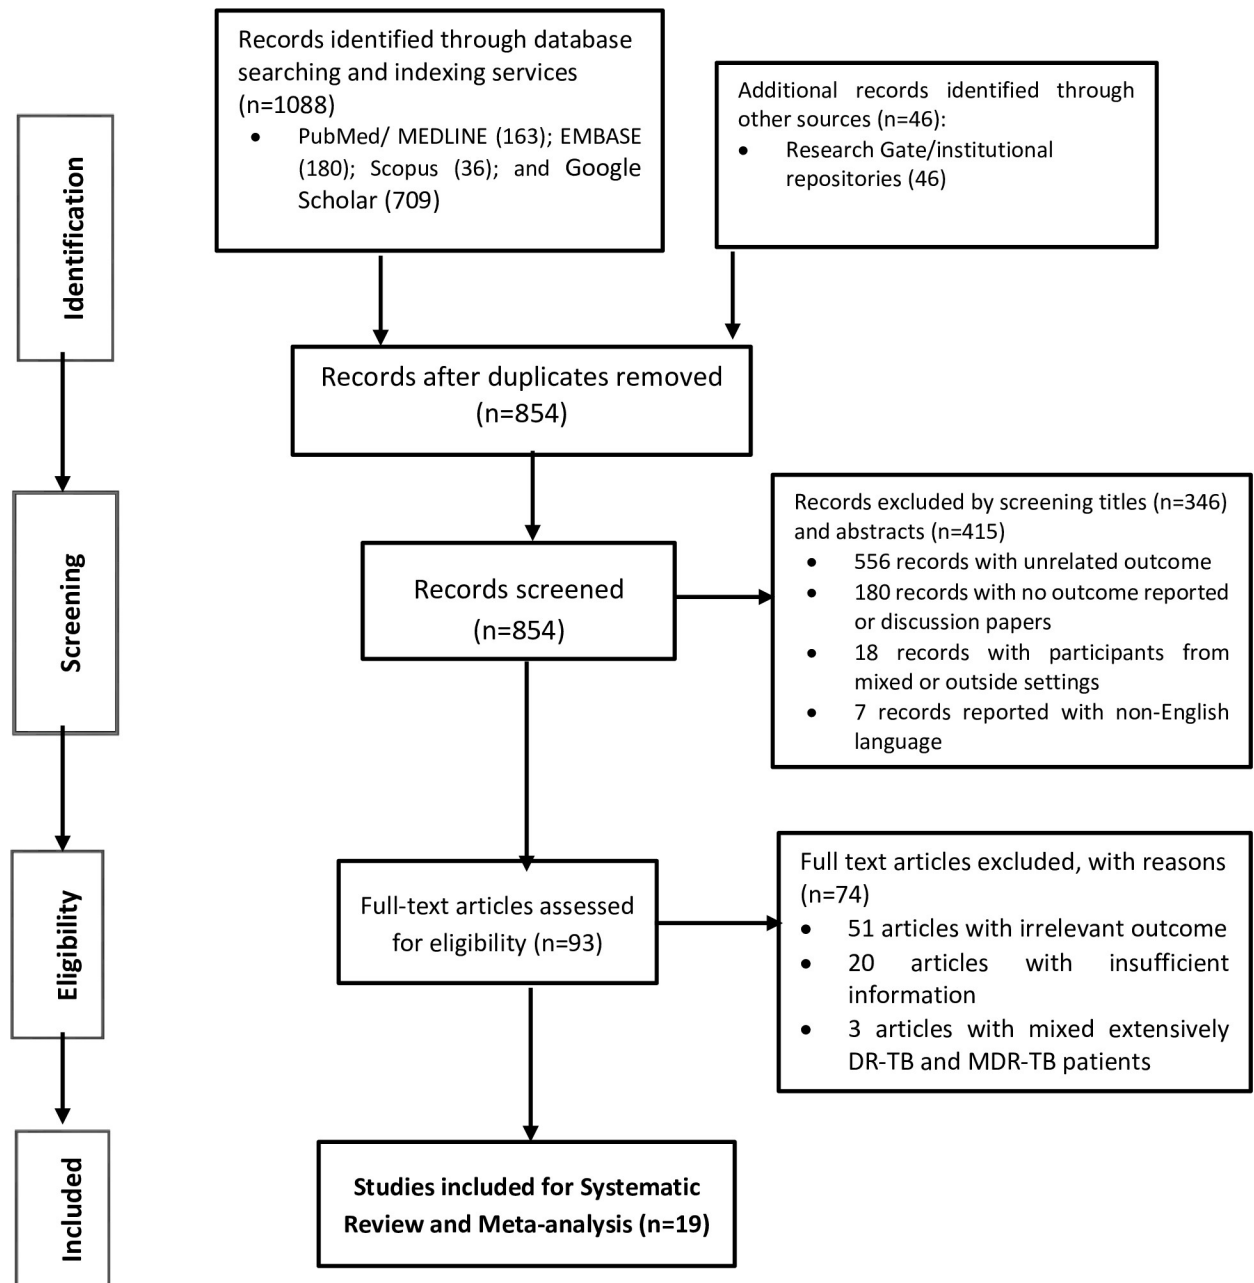 Records identified through database
searching and indexing services
(n=1088)
• PubMed/ MEDLINE (163); EMBASE
(180); Scopus (36); and Google
Scholar (709)
Additional records identified through
other sources (n=46):
• Research Gate/institutional
repositories (46)
Identification
Records after duplicates removed
(n=854)
Screening
Records screened
(n=854)
Records excluded by screening titles (n=346)
and abstracts (n=415)
• 556 records with unrelated outcome
• 180 records with no outcome reported
or discussion papers
• 18 records with participants from
mixed or outside settings
• 7 records reported with non-English
language
Eligibility
Full-text articles assessed
for eligibility (n=93)
Full text articles excluded, with reasons
(n=74)
• 51 articles with irrelevant outcome
• 20 articles with insufficient
information
• 3 articles with mixed extensively
DR-TB and MDR-TB patients
Included
Studies included for Systematic
Review and Meta-analysis (n=19)